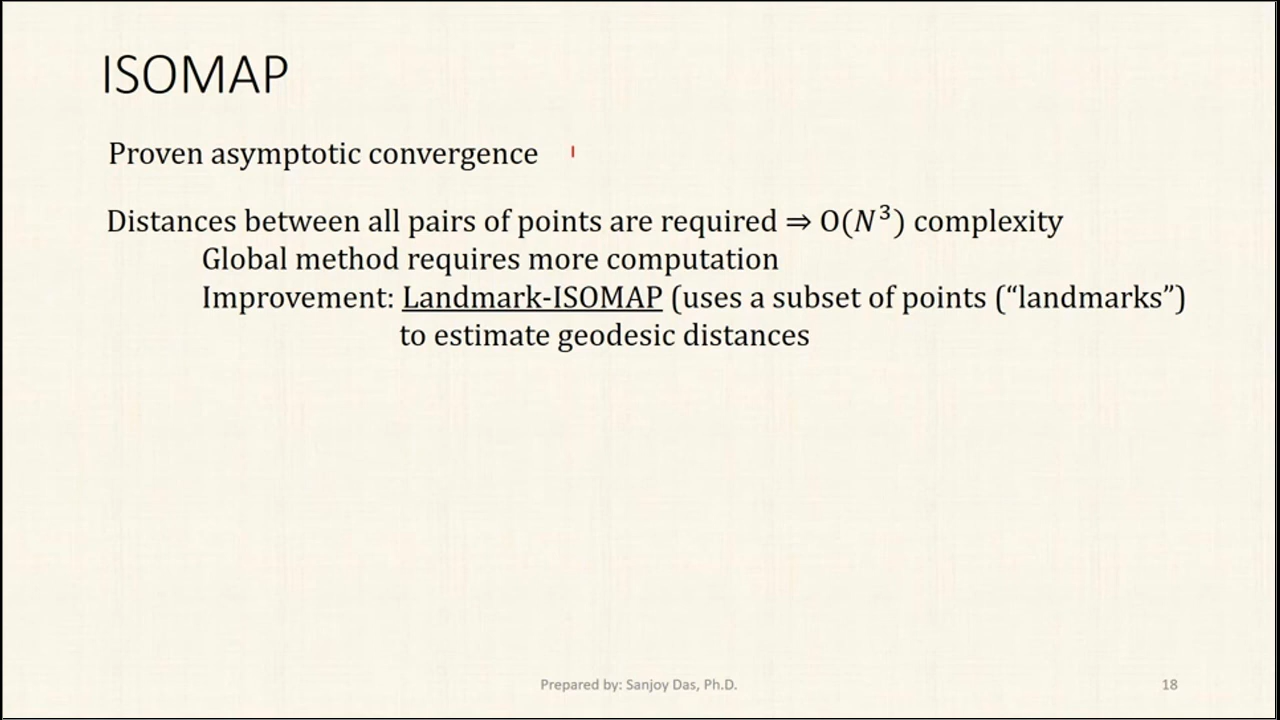 ISOMAP
Proven asymptotic convergence
Distances between all pairs of points are required ⇒ O(N³) complexity
Global method requires more computation
Improvement: Landmark-ISOMAP (uses a subset of points (“landmarks”)
to estimate geodesic distances
Prepared by: Sanjoy Das, Ph.D.
18